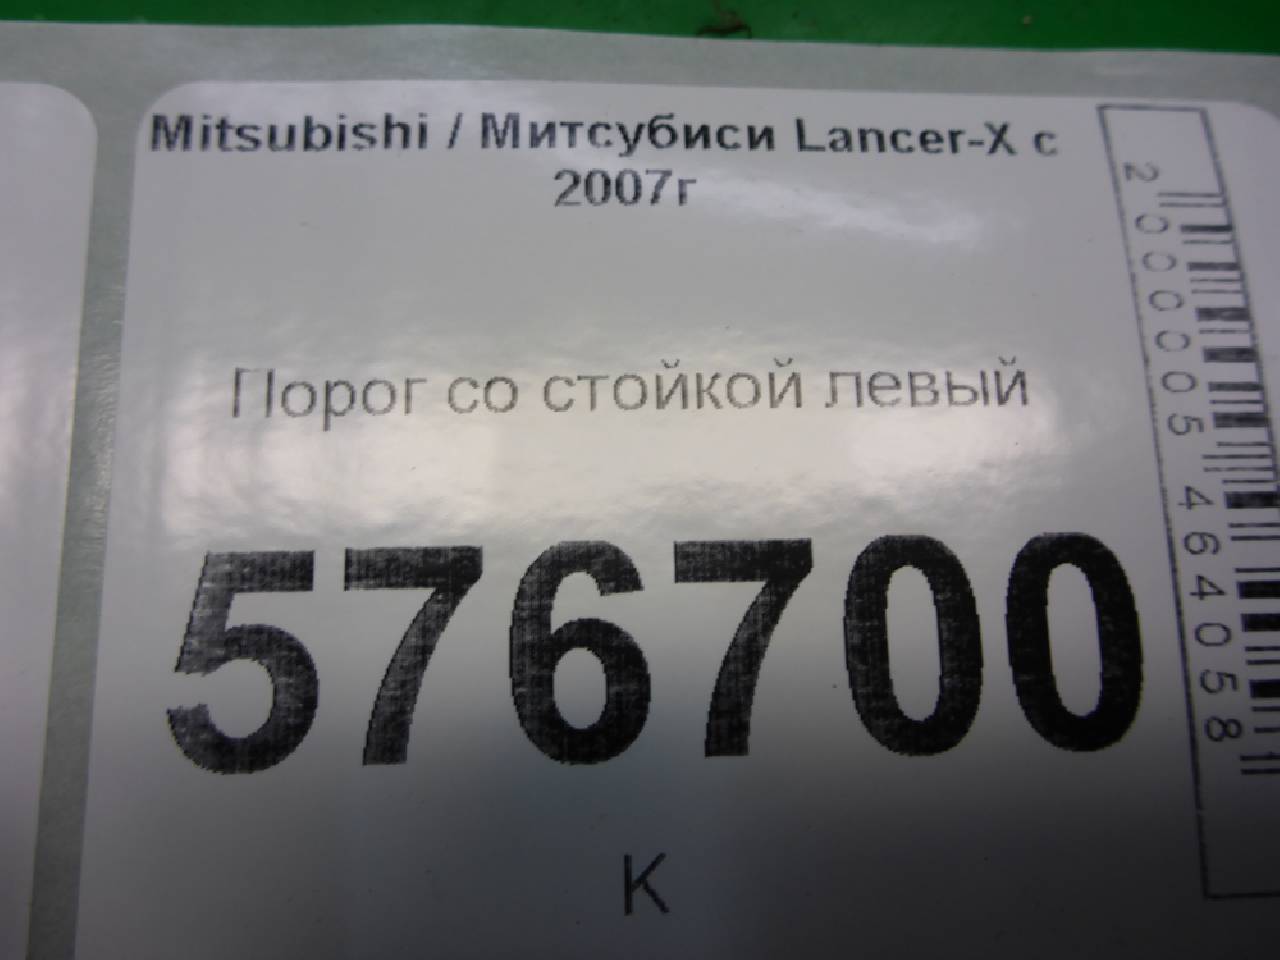 Mitsubishi / Митсубиси Lancer-X с
2007г
Порог со стойкой левый
576700
К
2000005464058